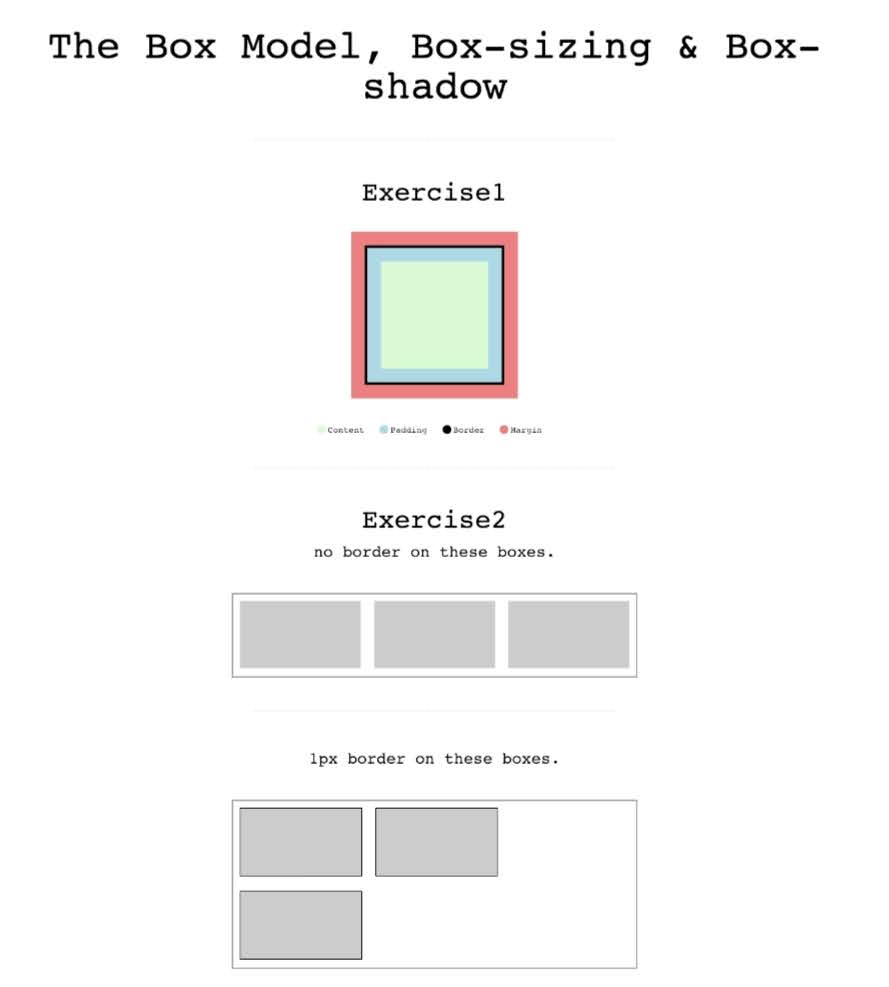 The Box Model, Box-sizing & Box-
shadow
Exercise1
Content Padding Border Margin
Exercise2
no border on these boxes.
1px border on these boxes.